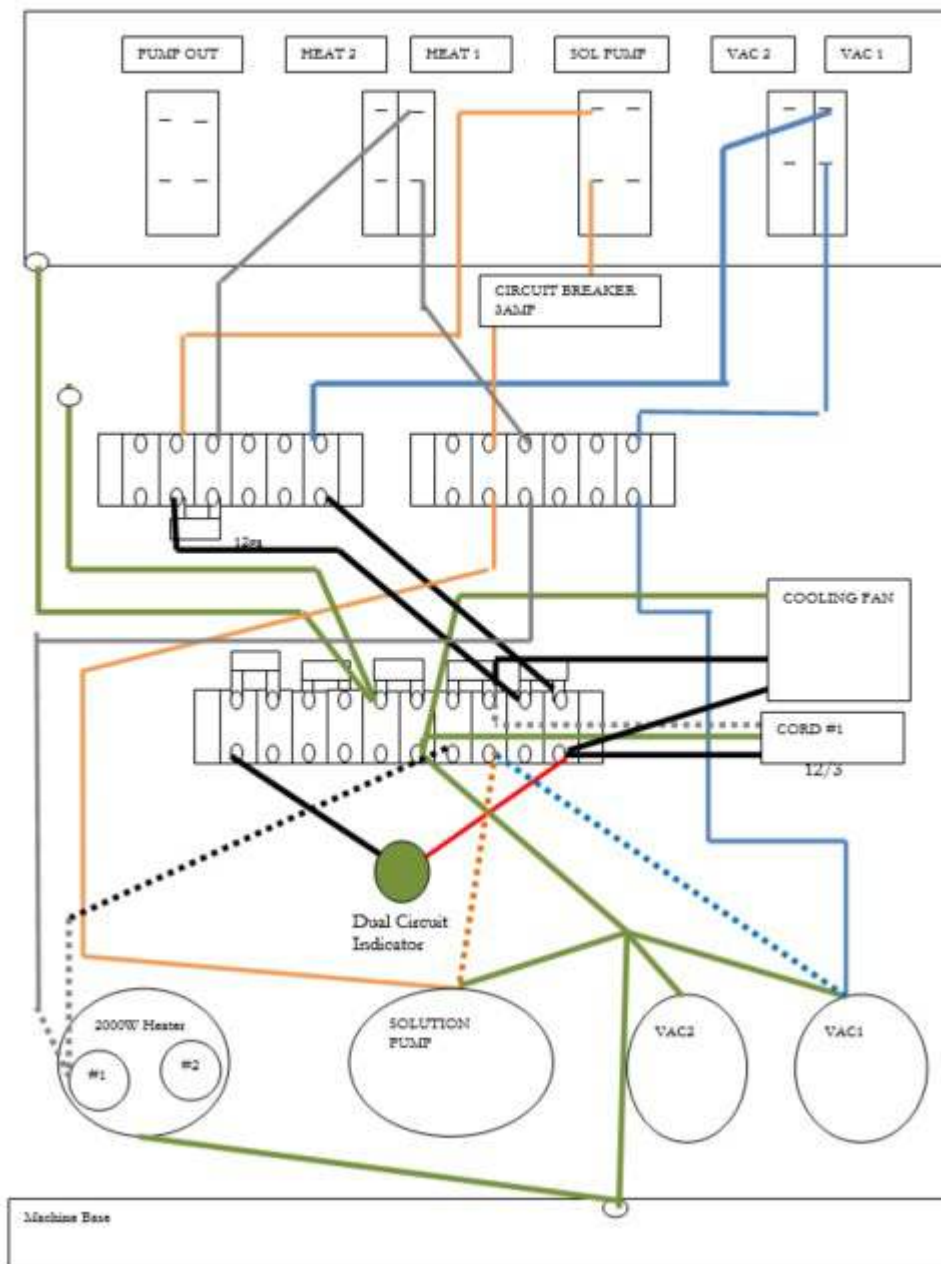 PUMP OUT
HEAT 2
HEAT 1
SOL PUMP
VAC 2
VAC 1
CIRCUIT BREAKER
3AMP
12ga
COOLING FAN
CORD #1
12/3
Dual Circuit
Indicator
2000W Heater
#1
#2
SOLUTION
PUMP
VAC2
VAC1
Machine Base